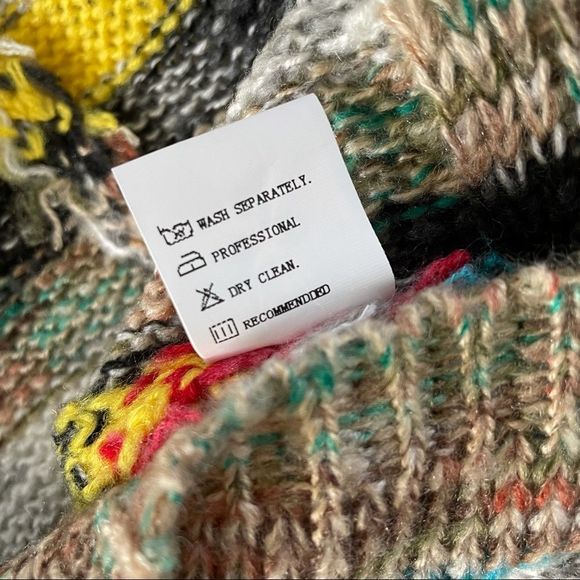 WASH SEPARATELY.
PROFESSIONAL
DRY CLEAN.
RECOMMENDDED